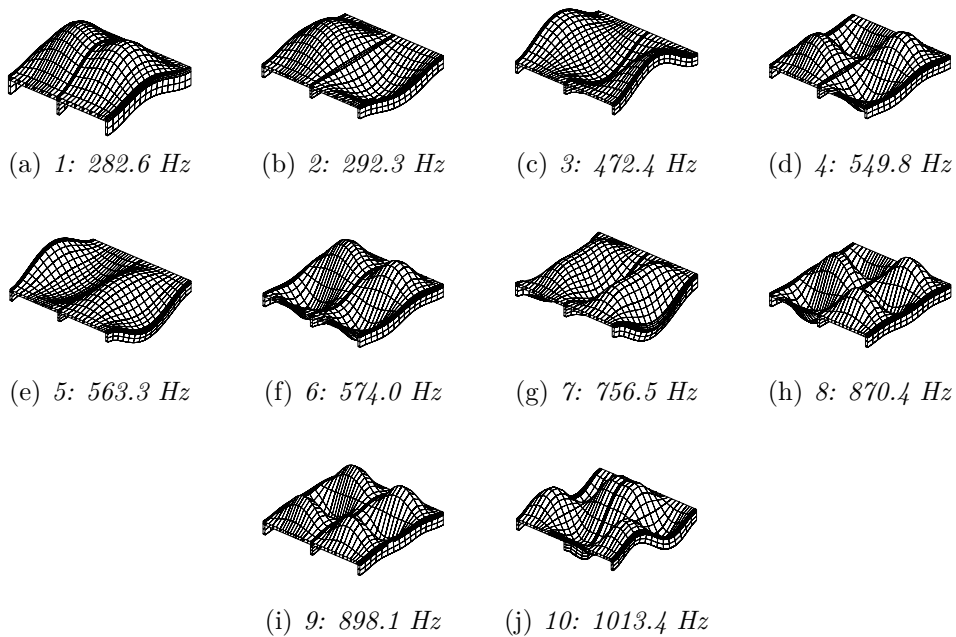 (a) 1: 282.6 Hz (b) 2: 292.3 Hz (c) 3: 472.4 Hz (d) 4: 549.8 Hz
(e) 5: 563.3 Hz (f) 6: 574.0 Hz (g) 7: 756.5 Hz (h) 8: 870.4 Hz
(i) 9: 898.1 Hz (j) 10: 1013.4 Hz